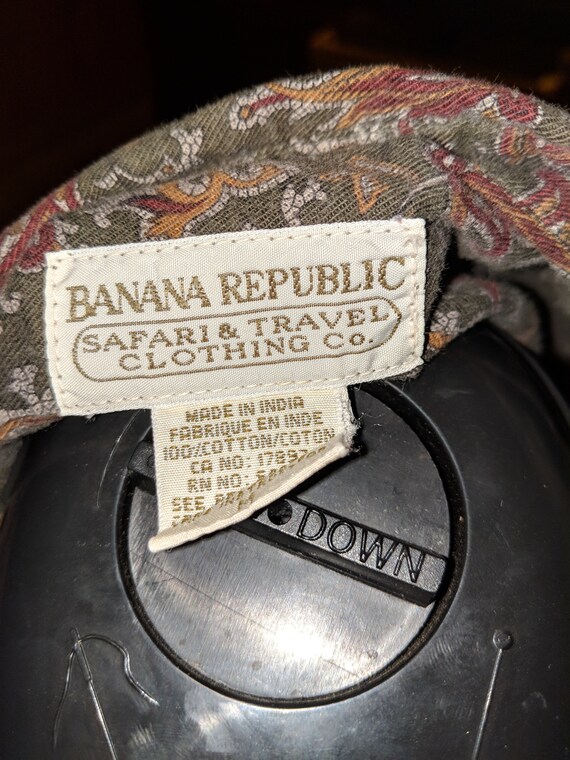 BANANA REPUBLIC
SAFARI & TRAVEL
CLOTHING CO.
MADE IN INDIA
FABRIQUE EN INDE
100/COTTON/COTON
CA NO:
RN NO:
SEE
DOWN